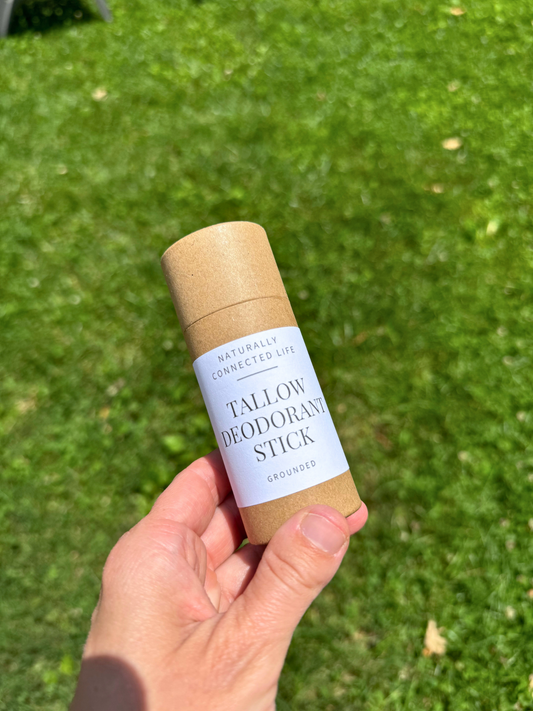 NATURALLY
CONNECTED LIFE
TALLOW
DEODORANT
STICK
GROUNDED